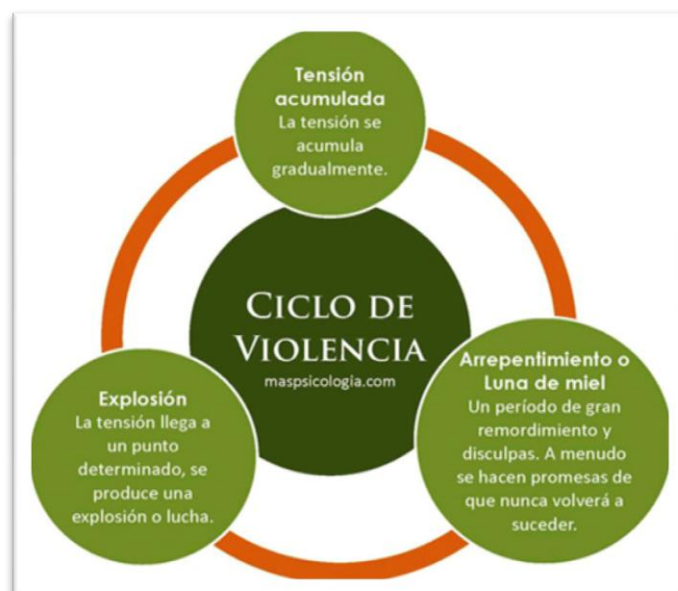 Tensión
acumulada
La tensión se
acumula
gradualmente.
CICLO DE
VIOLENCIA
maspsicologia.com
Arrepentimiento o
Luna de miel
Un período de gran
remordimiento y
disculpas. A menudo
se hacen promesas de
que nunca volverá a
suceder.
Explosión
La tensión llega a
un punto
determinado, se
produce una
explosión o lucha.